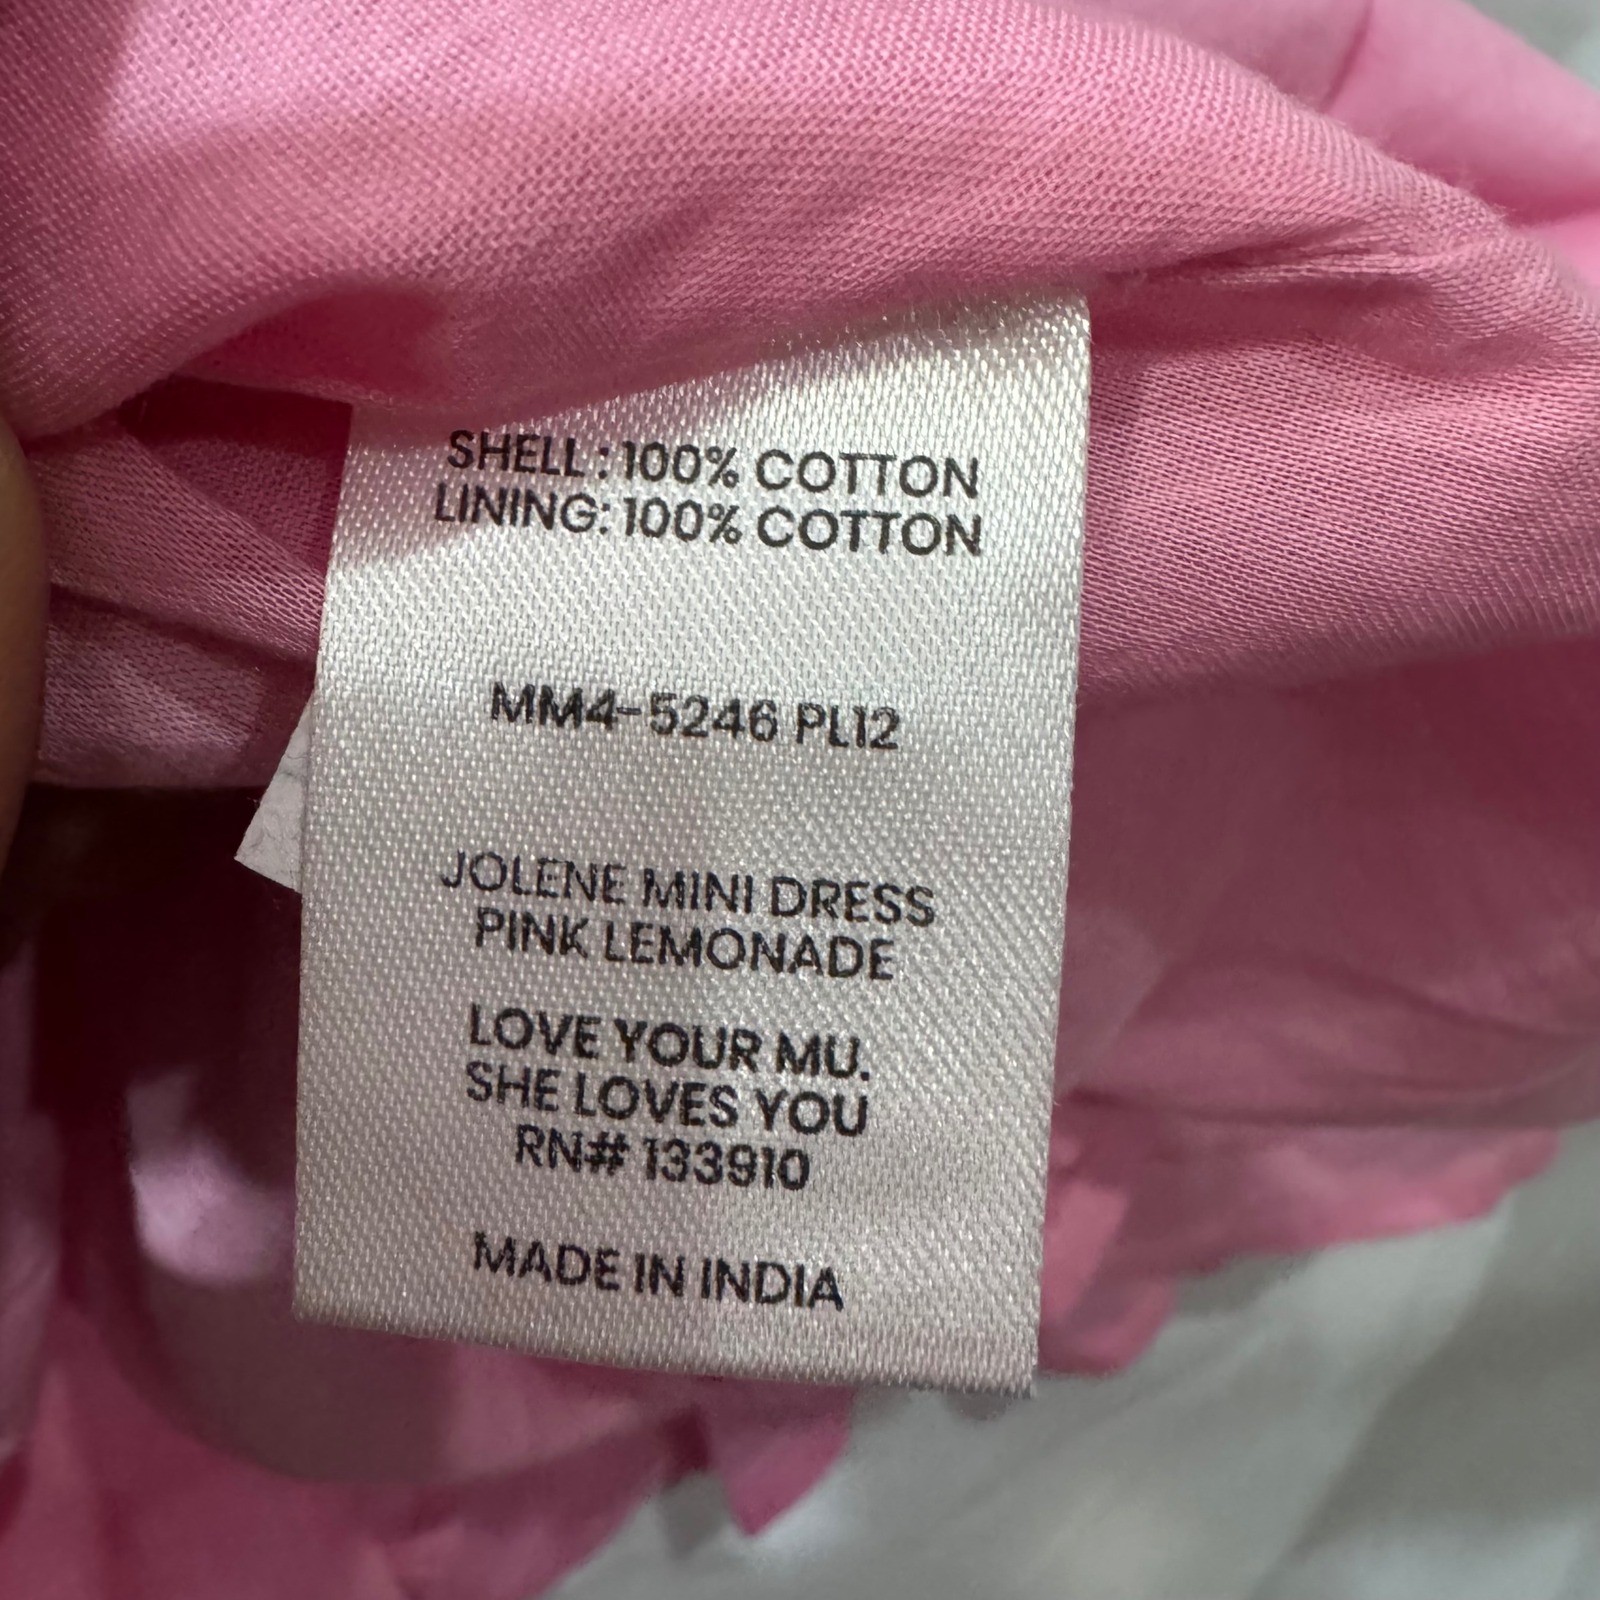 SHELL : 100% COTTON
LINING: 100% COTTON
MM4-5246 PL12
JOLENE MINI DRESS
PINK LEMONADE
LOVE YOUR MU.
SHE LOVES YOU
RN# 133910
MADE IN INDIA